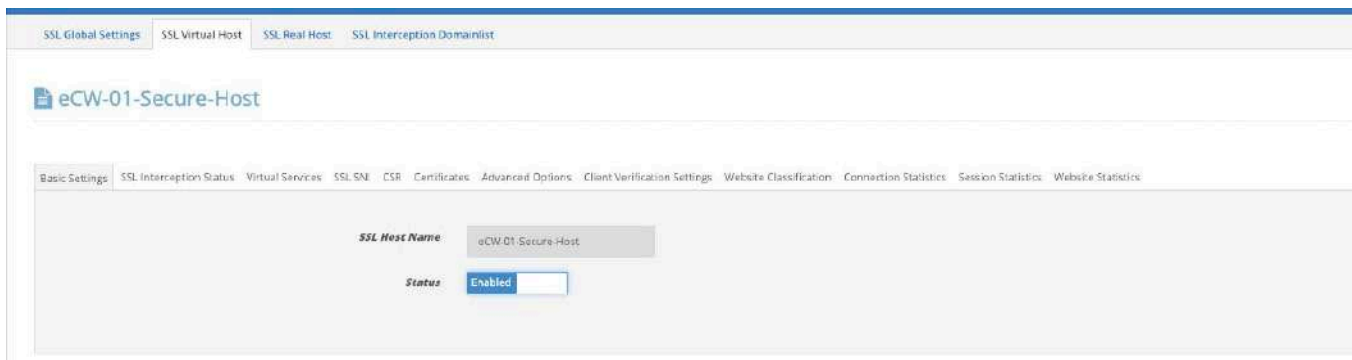 SSL Global Settings SSL Virtual Host SSL Real Host SSL Interception Domainlist
eCW-01-Secure-Host
Basic Settings SSL Interception Status Virtual Services SSL SNI CSR Certificates Advanced Options Client Verification Settings Website Classification Connection Statistics Session Statistics Website Statistics
SSL Host Name eCW-01-Secure-Host
Status Enabled